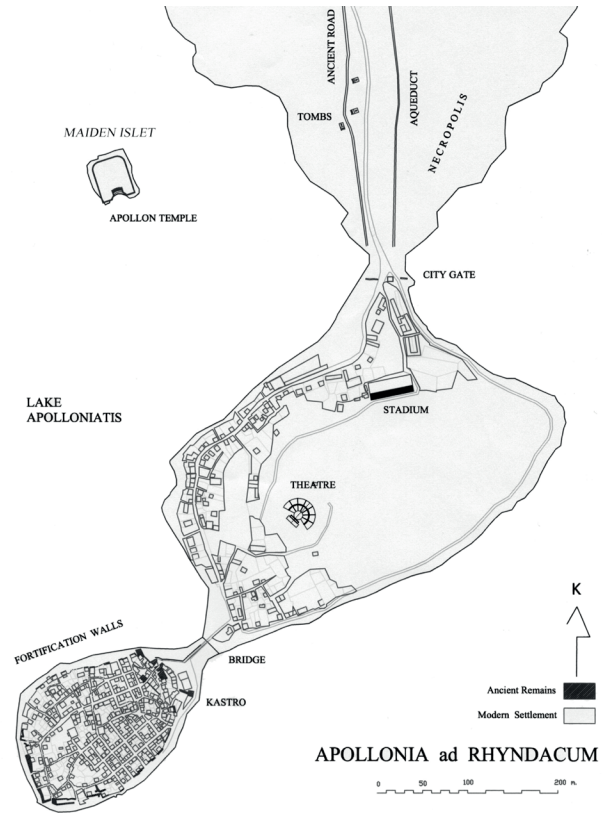 ANCIENT ROAD
AQUEDUCT
TOMBS
NECROPOLIS
MAIDEN ISLET
APOLLON TEMPLE
CITY GATE
LAKE
APOLLONIATIS
STADIUM
THEATRE
FORTIFICATION WALLS
BRIDGE
KASTRO
K
Ancient Remains
Modern Settlement
APOLLONIA ad RHYNDACUM
0 50 100 200 m.